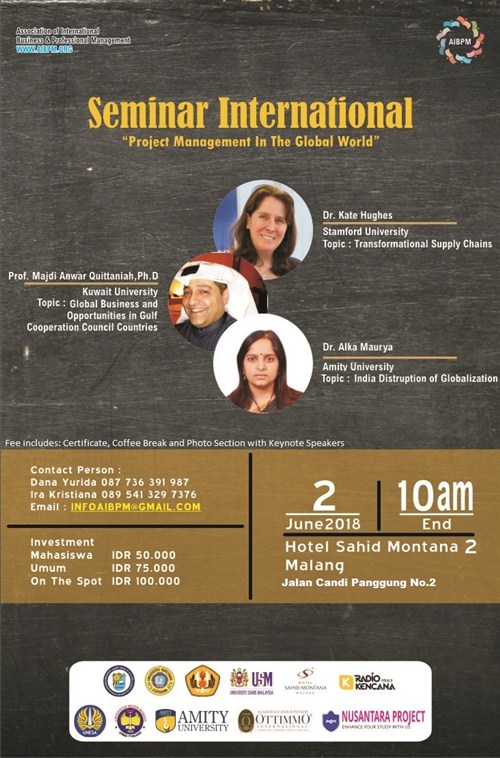 Association of International
Business & Professional Management
WWW.AIBPM.ORG
AIBPM
Seminar International
"Project Management In The Global World"
Dr. Kate Hughes
Stamford University
Topic : Transformational Supply Chains
Prof. Majdi Anwar Quittaniah,Ph.D
Kuwait University
Topic : Global Business and
Opportunities in Gulf
Cooperation Council Countries
Dr. Alka Maurya
Amity University
Topic : India Distruption of Globalization
Fee includes: Certificate, Coffee Break and Photo Section with Keynote Speakers
Contact Person :
Dana Yurida 087 736 391 987
Ira Kristiana 089 541 329 7376
Email : INFOAIBPM@GMAIL.COM
Investment
Mahasiswa IDR 50.000
Umum IDR 75.000
On The Spot IDR 100.000
2
June2018
10am
End
Hotel Sahid Montana 2
Malang
Jalan Candi Panggung No.2
USM
UNIVERSITI SAINS MALAYSIA
HOTEL
SAHID MONTANA
MALANG
RADIO
KENCANA
UNESA
AMITY
UNIVERSITY
OTTIMMO
INTERNATIONAL
NUSANTARA PROJECT
ENHANCE YOUR STUDY WITH US